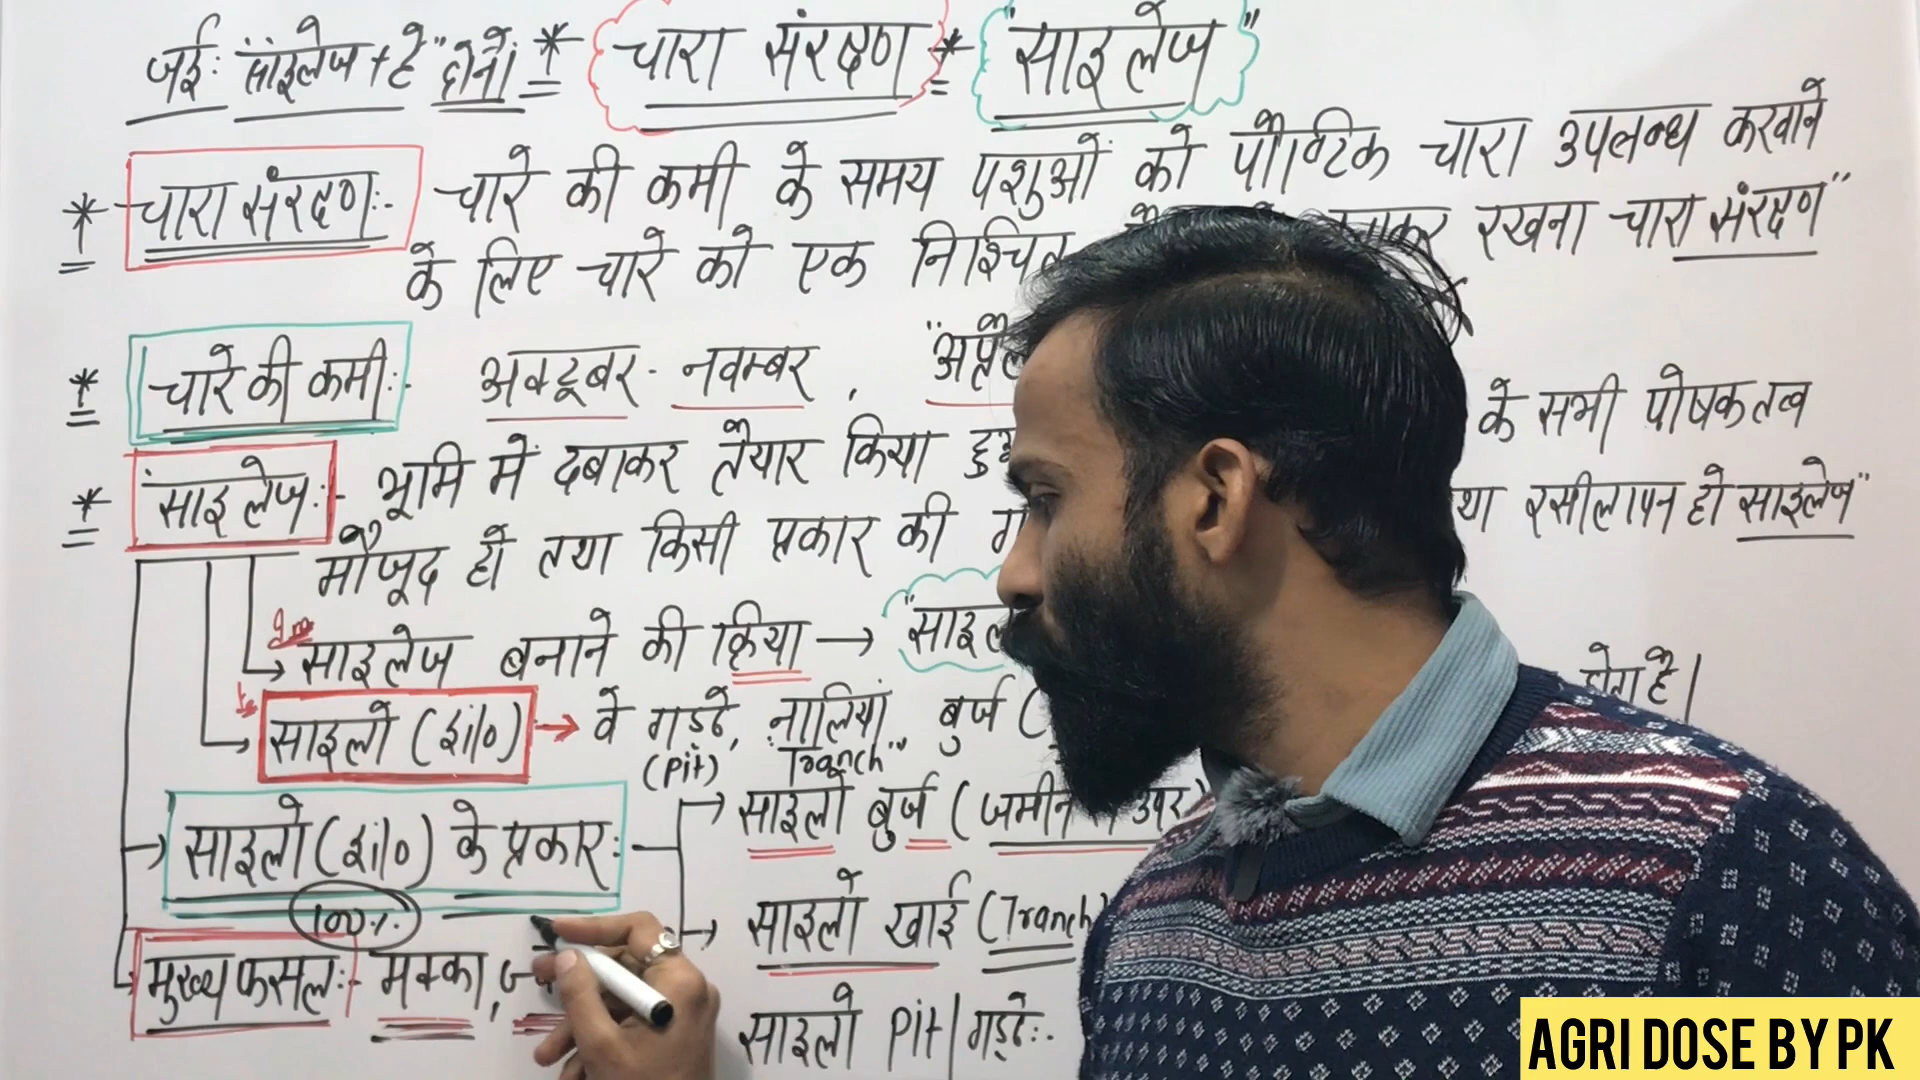 जई: साइलेज + हे" दोनों * चारा संरक्षण * "साइलेज"
* चारा संरक्षण:- चारे की कमी के समय पशुओं को पौष्टिक चारा उपलब्ध करवाने
के लिए चारे को एक निश्चित रखना चारा संरक्षण"
* चारे की कमी:- अक्टूबर - नवम्बर, "अप्रैल
* साइलेज:- भूमि में दबाकर तैयार किया के सभी पोषकतत्व
मौजूद हो तथा किसी प्रकार की रसीलापन हो साइलेज"
साइलेज बनाने की क्रिया →
साइलो (Silo) → वे गड्ढे, नालियां, बुर्ज (
(Pit) Tranch"
साइलो (Silo) के प्रकार:- साइलो बुर्ज (जमीन उपर)
100%
साइलो खाई (Tranch)
मुख्य फसल:- मक्का,
साइलो Pit/गड्ढे:-
AGRI DOSE BY PK